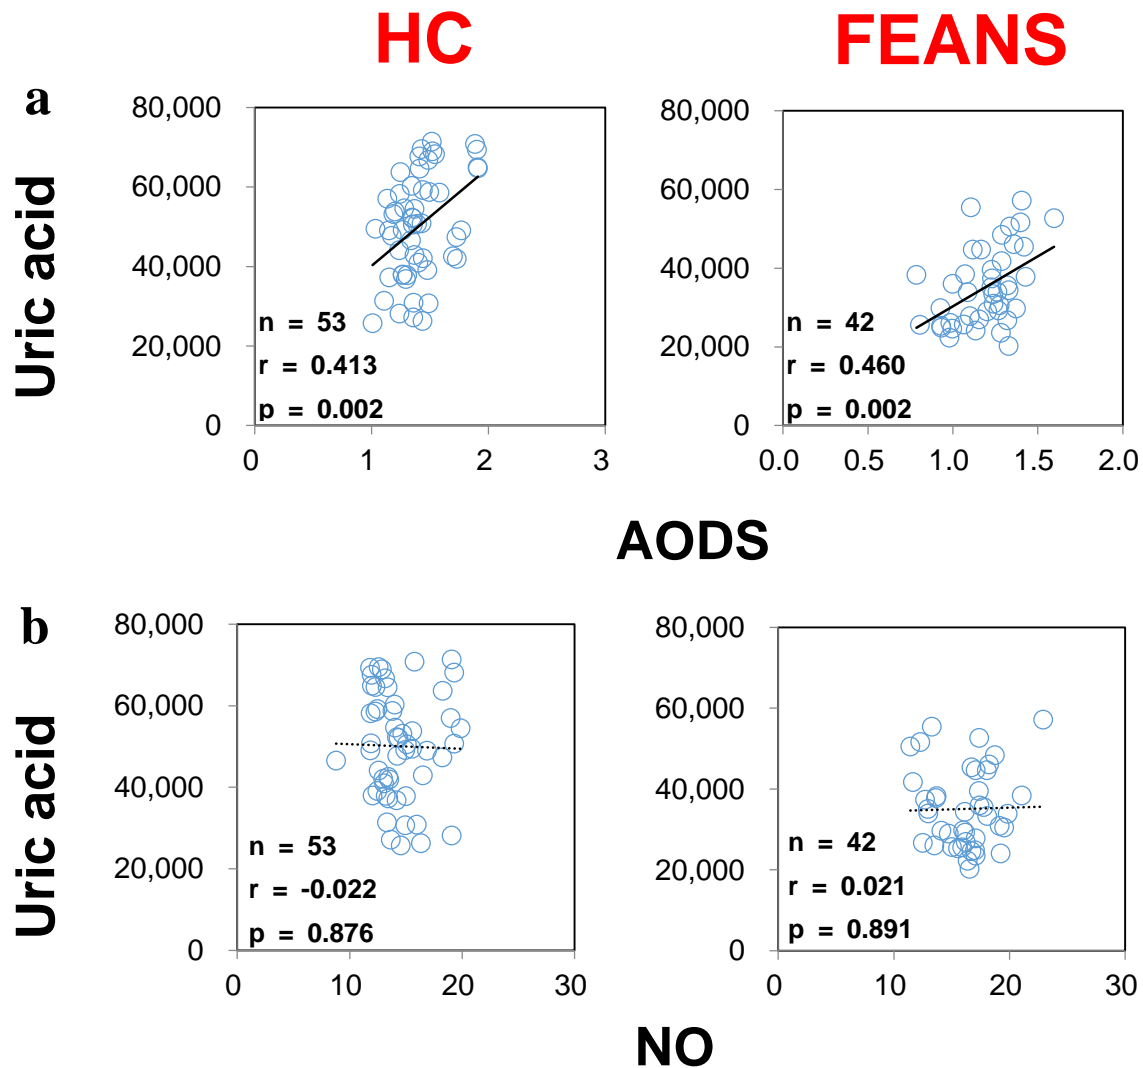 HC
FEANS
a
Uric acid
80,000
60,000
40,000
20,000
0
n = 53
r = 0.413
p = 0.002
0
1
2
3
80,000
60,000
40,000
20,000
0
n = 42
r = 0.460
p = 0.002
0.0
0.5
1.0
1.5
2.0
AODS
b
Uric acid
80,000
60,000
40,000
20,000
0
n = 53
r = -0.022
p = 0.876
0
10
20
30
80,000
60,000
40,000
20,000
0
n = 42
r = 0.021
p = 0.891
0
10
20
30
NO